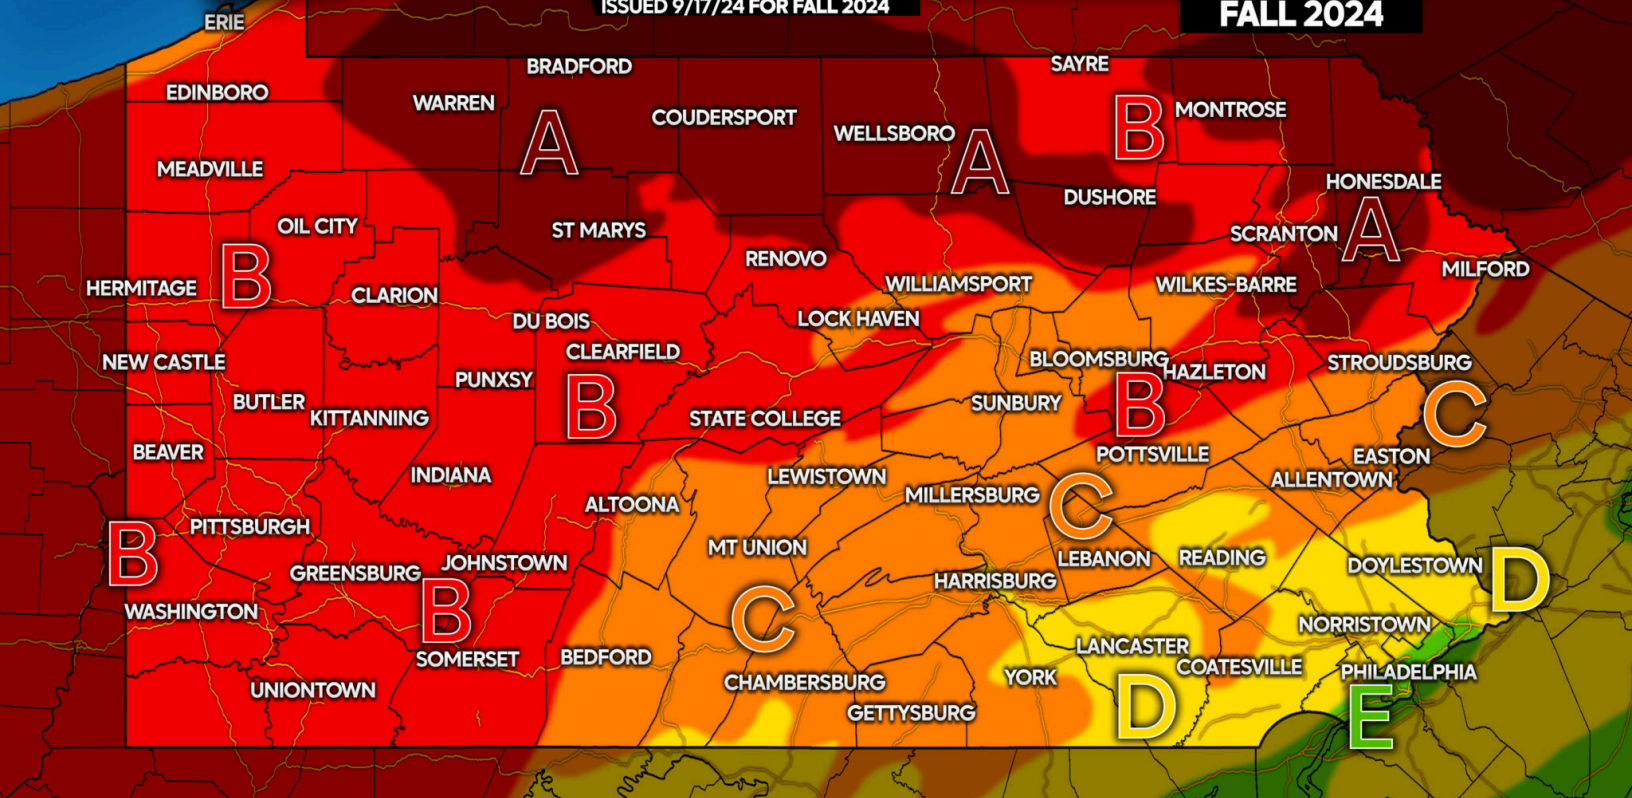 ISSUED 9/17/24 FOR FALL 2024
FALL 2024
ERIE
BRADFORD
SAYRE
EDINBORO
WARREN
COUDERSPORT
MONTROSE
WELLSBORO
A
B
A
MEADVILLE
HONESDALE
DUSHORE
OIL CITY
ST MARYS
SCRANTON
A
RENOVO
MILFORD
B
HERMITAGE
CLARION
WILLIAMSPORT
WILKES-BARRE
DU BOIS
LOCK HAVEN
CLEARFIELD
NEW CASTLE
BLOOMSBURG
HAZLETON
STROUDSBURG
PUNXSY
BUTLER
KITTANNING
B
STATE COLLEGE
SUNBURY
B
C
BEAVER
POTTSVILLE
EASTON
INDIANA
LEWISTOWN
ALLENTOWN
ALTOONA
MILLERSBURG
C
PITTSBURGH
B
MT UNION
LEBANON
READING
DOYLESTOWN
D
GREENSBURG
JOHNSTOWN
HARRISBURG
WASHINGTON
B
C
NORRISTOWN
SOMERSET
BEDFORD
LANCASTER
COATESVILLE
PHILADELPHIA
UNIONTOWN
CHAMBERSBURG
YORK
GETTYSBURG
D
E